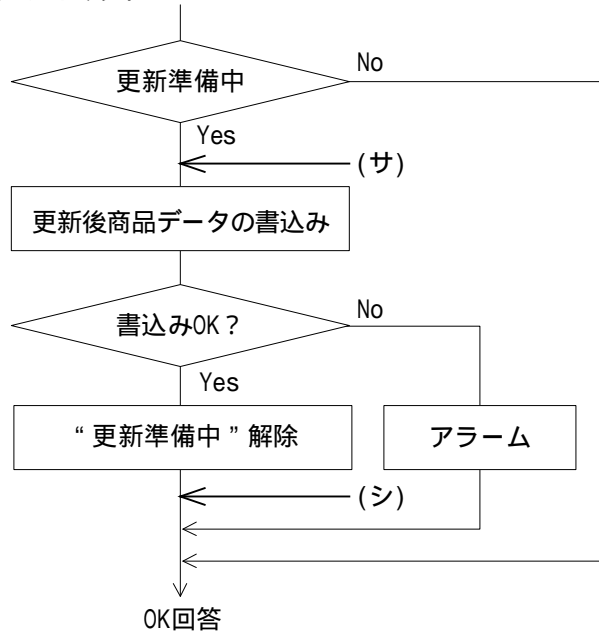 更新準備中
No
Yes
(サ)
更新後商品データの書込み
書込みOK？
No
Yes
“更新準備中”解除
アラーム
(シ)
OK回答